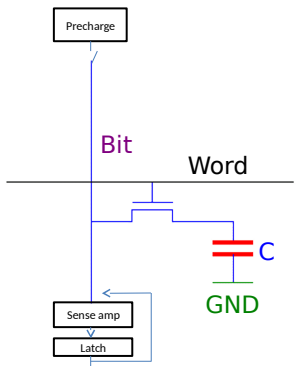 Precharge
Bit
Word
C
GND
Sense amp
Latch